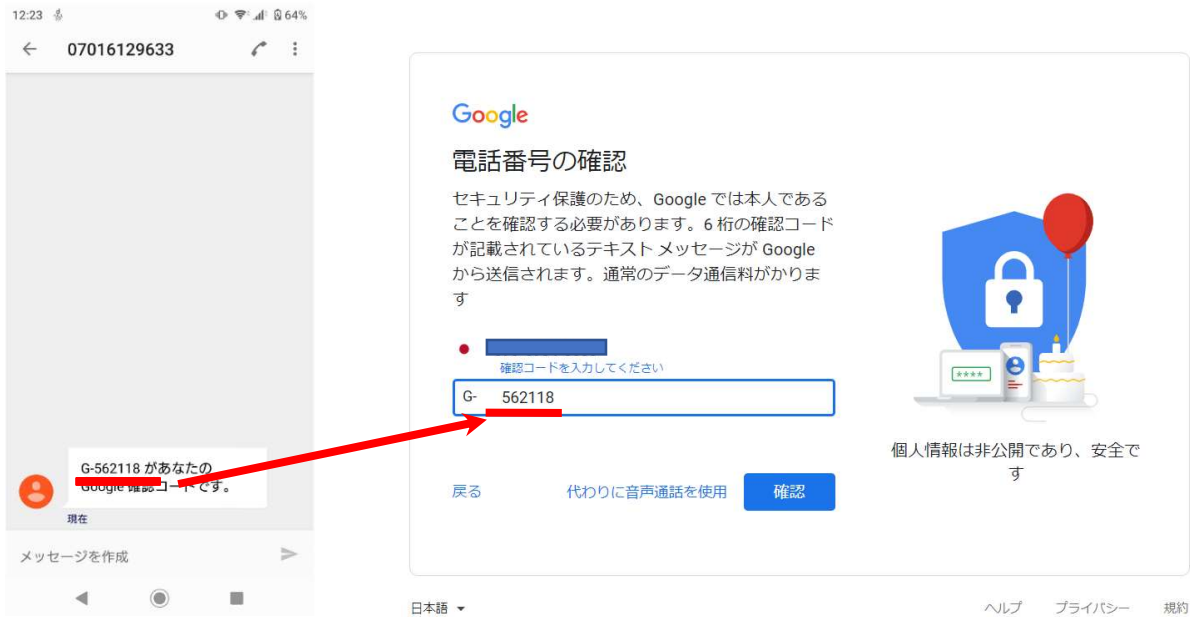 12:23
64%
07016129633
G-562118 があなたの
Google 確認コードです。
現在
メッセージを作成
Google
電話番号の確認
セキュリティ保護のため、Google では本人である
ことを確認する必要があります。6 桁の確認コード
が記載されているテキスト メッセージが Google
から送信されます。通常のデータ通信料がかりま
す
確認コードを入力してください
G- 562118
戻る
代わりに音声通話を使用
確認
****
個人情報は非公開であり、安全で
す
日本語
ヘルプ
プライバシー
規約